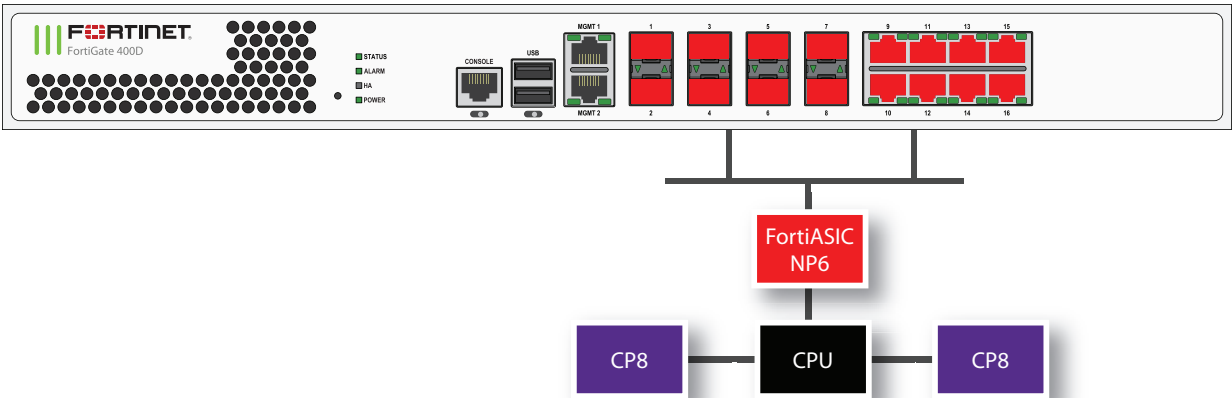 FORTINET.
FortiGate 400D
STATUS
ALARM
HA
POWER
CONSOLE
USB
MGMT 1
MGMT 2
1 3 5 7 9 11 13 15
2 4 6 8 10 12 14 16
FortiASIC
NP6
CP8 CPU CP8